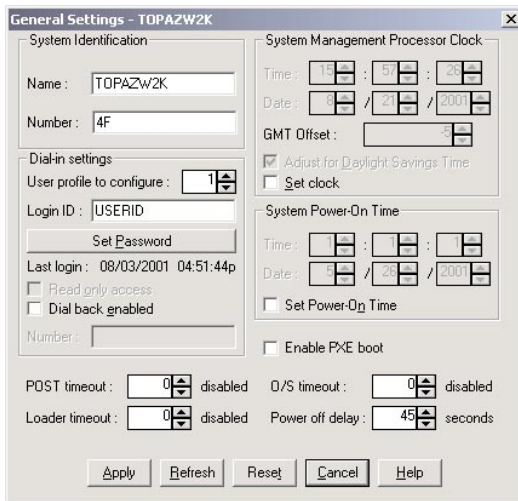 General Settings - TOPAZW2K
System Identification
Name : TOPAZW2K
Number : 4F
Dial-in settings
User profile to configure : 1
Login ID : USERID
Set Password
Last login : 08/03/2001 04:51:44p
Read only access
Dial back enabled
Number :
System Management Processor Clock
Time : 15 : 57 : 26
Date : 8 / 21 / 2001
GMT Offset : -5
Adjust for Daylight Savings Time
Set clock
System Power-On Time
Time : 1 : 1 : 1
Date : 5 / 26 / 2001
Set Power-On Time
Enable PXE boot
POST timeout : 0 disabled
O/S timeout : 0 disabled
Loader timeout : 0 disabled
Power off delay : 45 seconds
Apply
Refresh
Reset
Cancel
Help